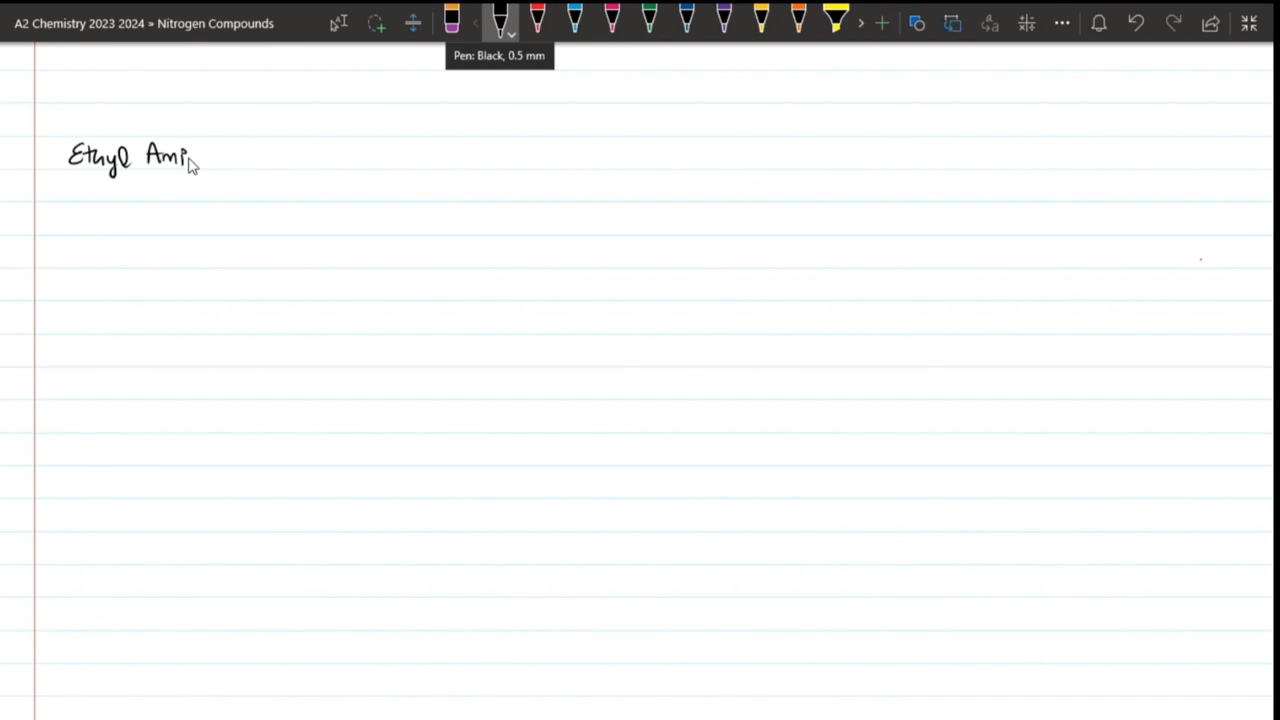 A2 Chemistry 2023 2024 » Nitrogen Compounds
Pen: Black, 0.5 mm
Ethyl Ami